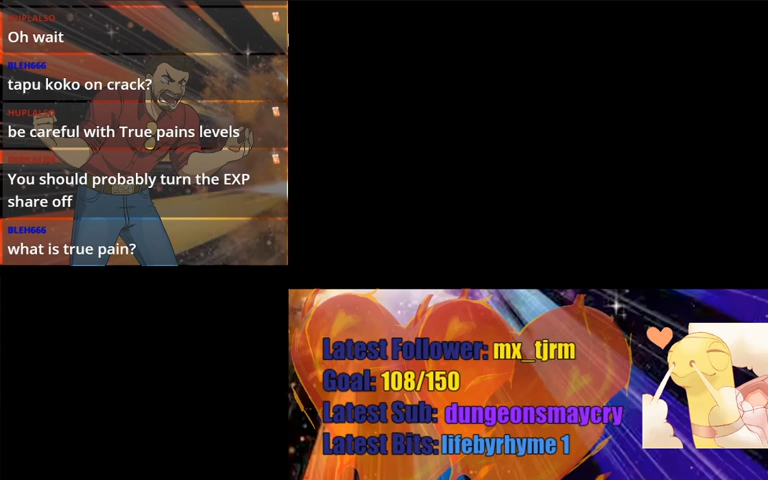 HUPLALSO
Oh wait
BLEH666
tapu koko on crack?
HUPLALSO
be careful with True pains levels
You should probably turn the EXP
share off
BLEH666
what is true pain?
Latest Follower: mx_tjrm
Goal: 108/150
Latest Sub: dungeonsmaycry
Latest Bits: lifebyrhyme 1